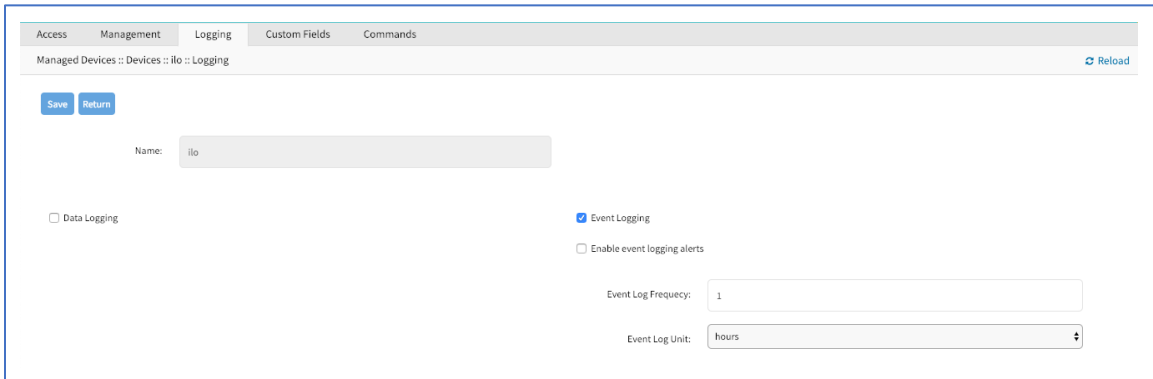 Access Management Logging Custom Fields Commands
Managed Devices :: Devices :: ilo :: Logging Reload
Save Return
Name: ilo
Data Logging Event Logging
Enable event logging alerts
Event Log Frequecy: 1
Event Log Unit: hours